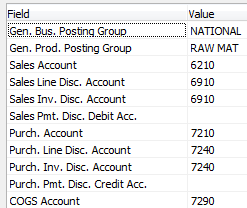 Field Value
Gen. Bus. Posting Group NATIONAL
Gen. Prod. Posting Group RAW MAT
Sales Account 6210
Sales Line Disc. Account 6910
Sales Inv. Disc. Account 6910
Sales Pmt. Disc. Debit Acc.
Purch. Account 7210
Purch. Line Disc. Account 7240
Purch. Inv. Disc. Account 7240
Purch. Pmt. Disc. Credit Acc.
COGS Account 7290